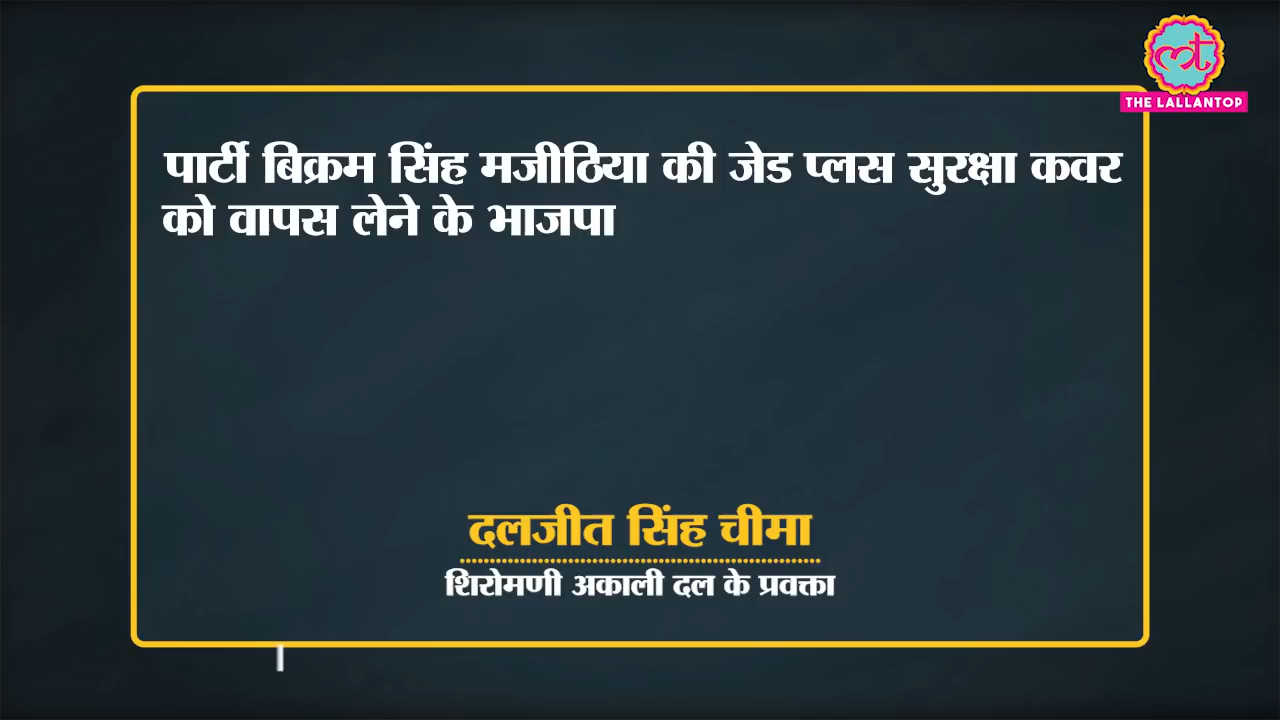 THE LALLANTOP
पार्टी बिक्रम सिंह मजीठिया की जेड प्लस सुरक्षा कवर
को वापस लेने के भाजपा
दलजीत सिंह चीमा
शिरोमणी अकाली दल के प्रवक्ता